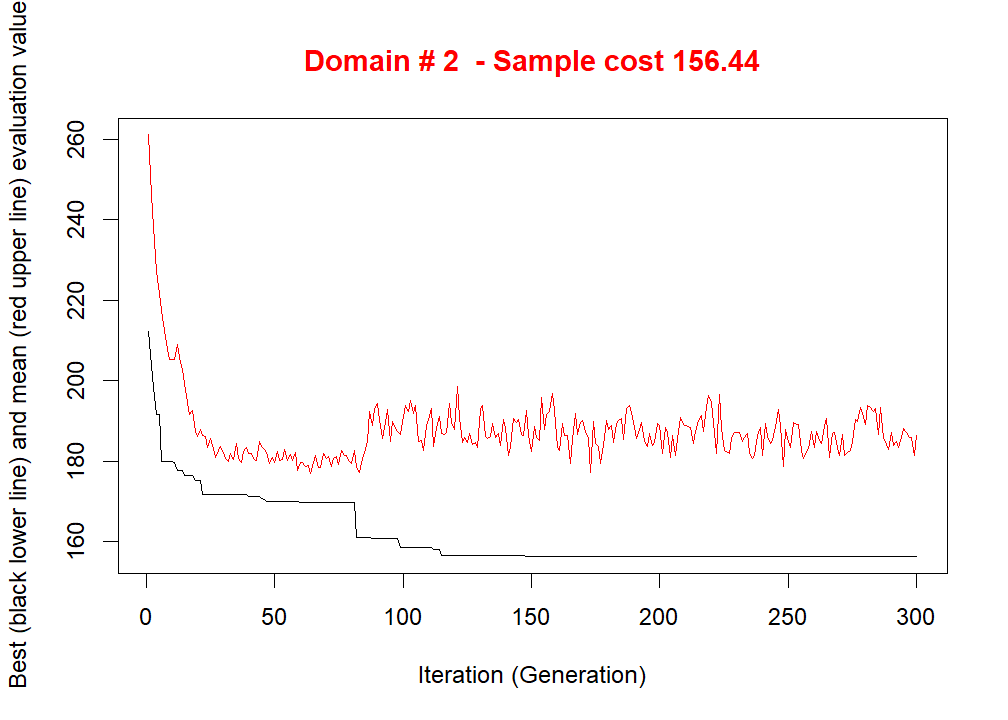 Domain # 2  - Sample cost 156.44
Best (black lower line) and mean (red upper line) evaluation value
260
240
220
200
180
160
0 50 100 150 200 250 300
Iteration (Generation)